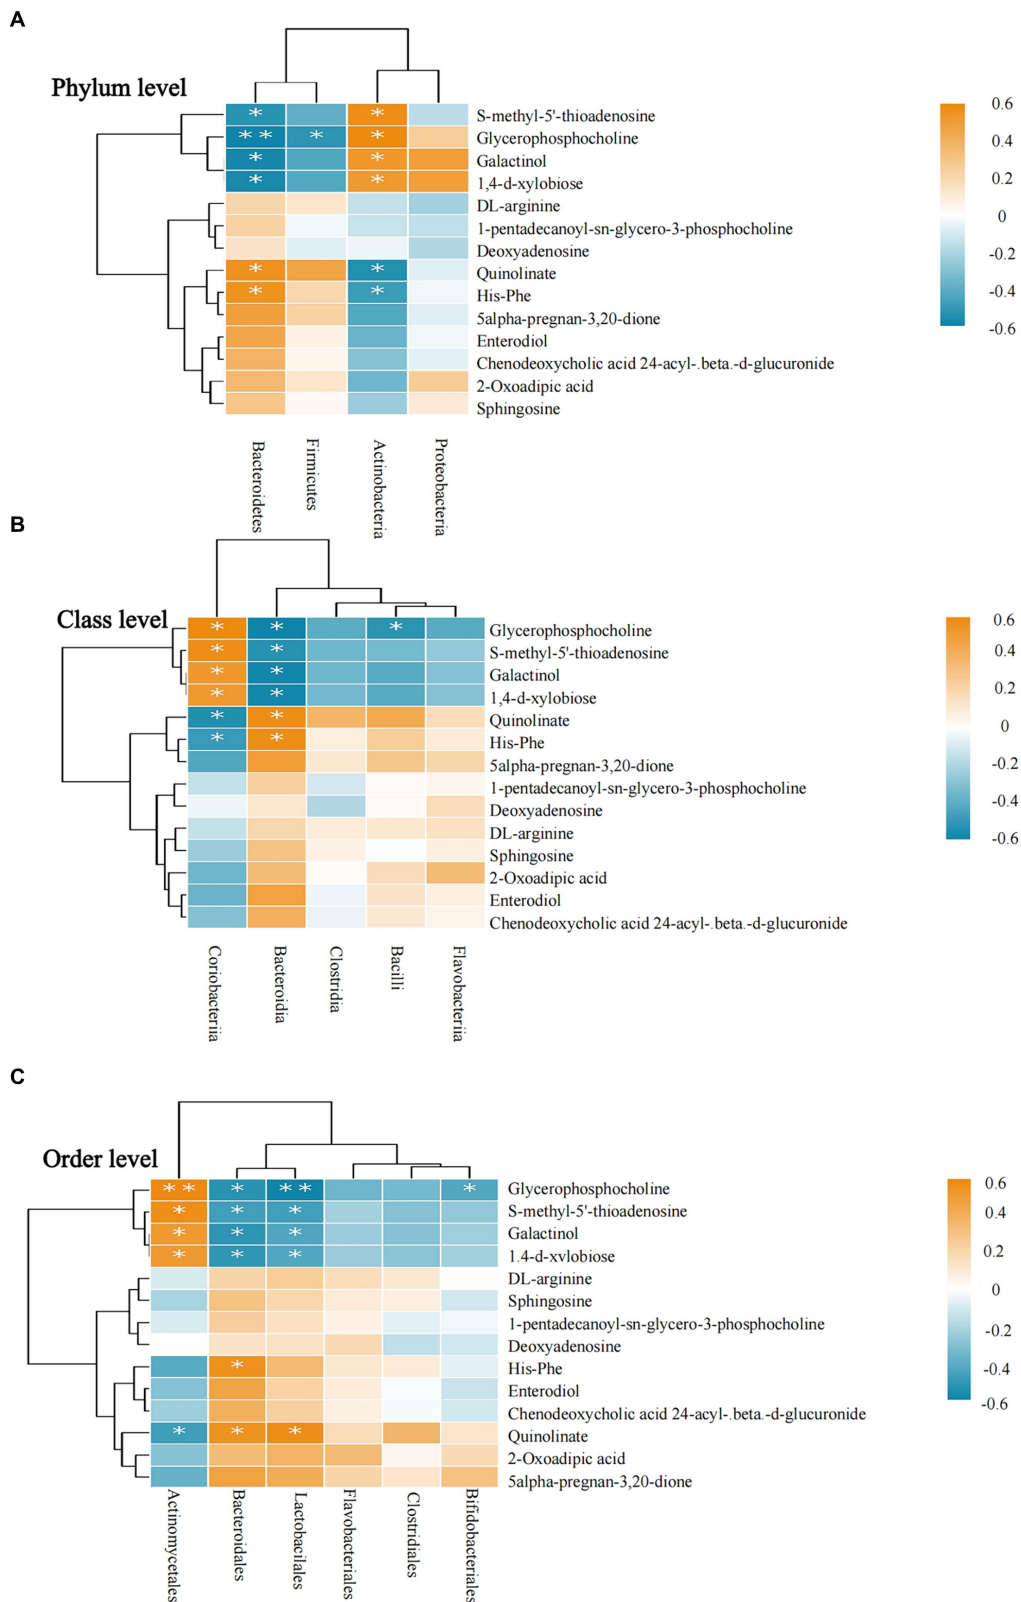 A
Phylum level
* *
S-methyl-5'-thioadenosine
* * * *
Glycerophosphocholine
* *
Galactinol
* *
1,4-d-xylobiose
DL-arginine
1-pentadecanoyl-sn-glycero-3-phosphocholine
Deoxyadenosine
* *
Quinolinate
* *
His-Phe
5alpha-pregnan-3,20-dione
Enterodiol
Chenodeoxycholic acid 24-acyl-.beta.-d-glucuronide
2-Oxoadipic acid
Sphingosine
0.6
0.4
0.2
0
-0.2
-0.4
-0.6
Bacteroidetes
Firmicutes
Actinobacteria
Proteobacteria
B
Class level
* * *
Glycerophosphocholine
* *
S-methyl-5'-thioadenosine
* *
Galactinol
* *
1,4-d-xylobiose
* *
Quinolinate
* *
His-Phe
5alpha-pregnan-3,20-dione
1-pentadecanoyl-sn-glycero-3-phosphocholine
Deoxyadenosine
DL-arginine
Sphingosine
2-Oxoadipic acid
Enterodiol
Chenodeoxycholic acid 24-acyl-.beta.-d-glucuronide
0.6
0.4
0.2
0
-0.2
-0.4
-0.6
Coriobacteriia
Bacteroidia
Clostridia
Bacilli
Flavobacteriia
C
Order level
* * * * * *
Glycerophosphocholine
* * *
S-methyl-5'-thioadenosine
* * *
Galactinol
* * *
1.4-d-xvlobiose
DL-arginine
Sphingosine
1-pentadecanoyl-sn-glycero-3-phosphocholine
Deoxyadenosine
*
His-Phe
Enterodiol
Chenodeoxycholic acid 24-acyl-.beta.-d-glucuronide
* * *
Quinolinate
2-Oxoadipic acid
5alpha-pregnan-3,20-dione
0.6
0.4
0.2
0
-0.2
-0.4
-0.6
Actinomycetales
Bacteroidales
Lactobacilales
Flavobacteriales
Clostridiales
Bifidobacteriales